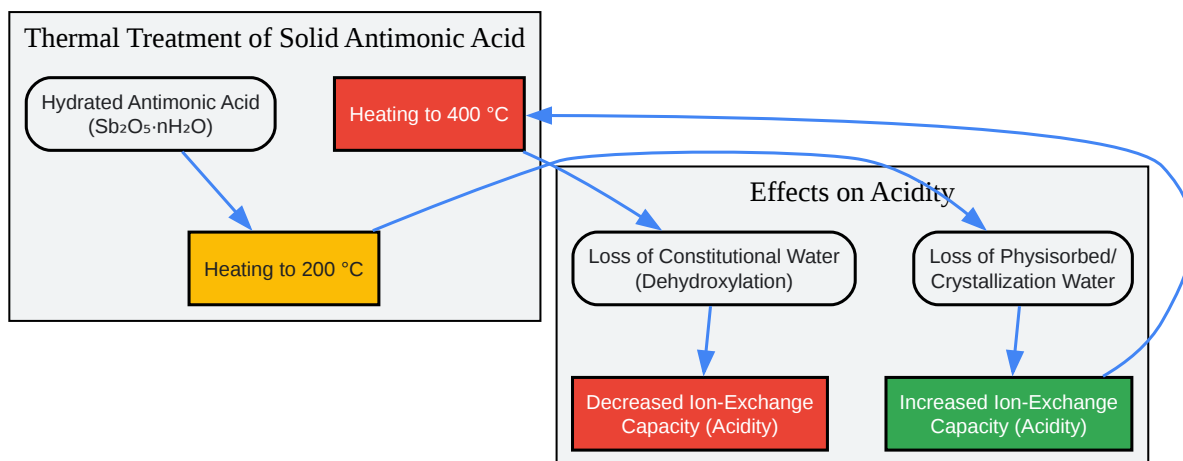 Thermal Treatment of Solid Antimonic Acid
Hydrated Antimonic Acid
(Sb₂O₅·nH₂O)
Heating to 400 °C
Heating to 200 °C
Effects on Acidity
Loss of Constitutional Water
(Dehydroxylation)
Loss of Physisorbed/
Crystallization Water
Decreased Ion-Exchange
Capacity (Acidity)
Increased Ion-Exchange
Capacity (Acidity)